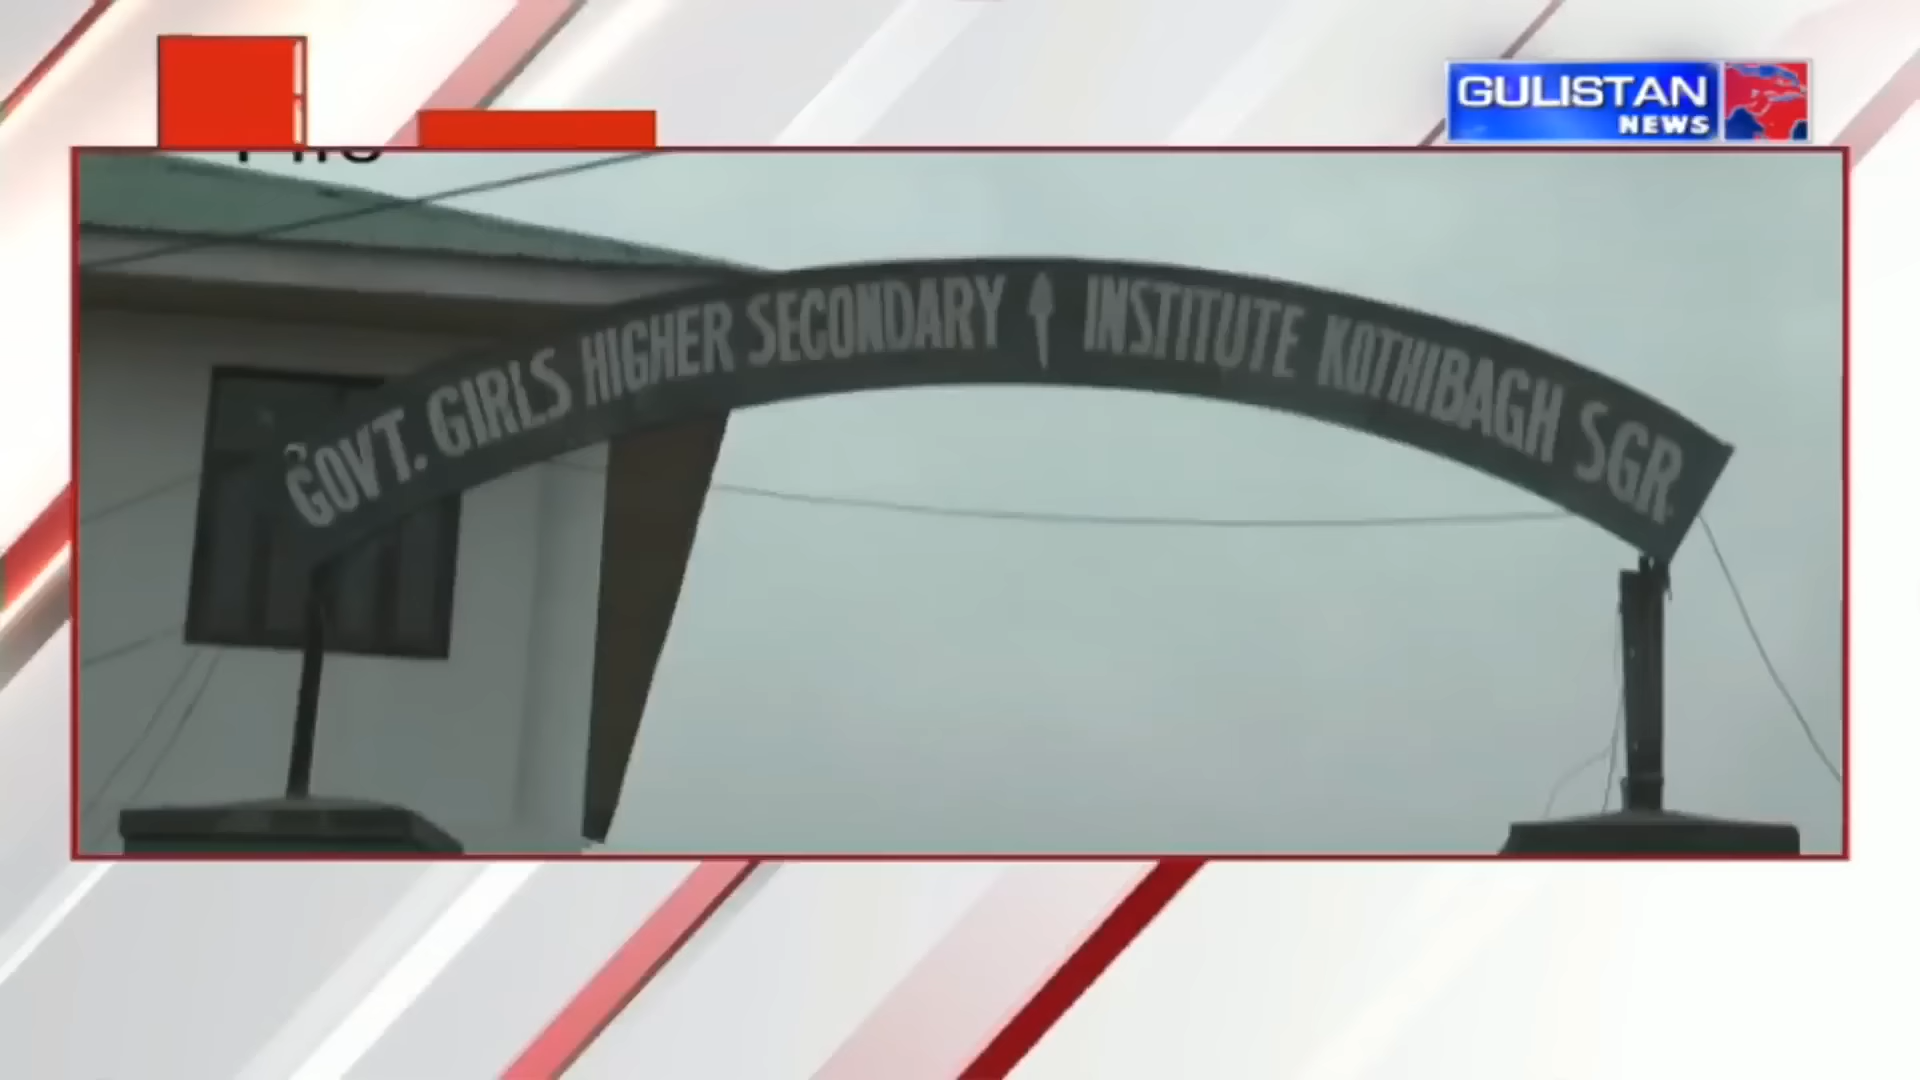 GULISTAN
NEWS
GOVT. GIRLS HIGHER SECONDARY INSTITUTE KOTHIBAGH SGR.